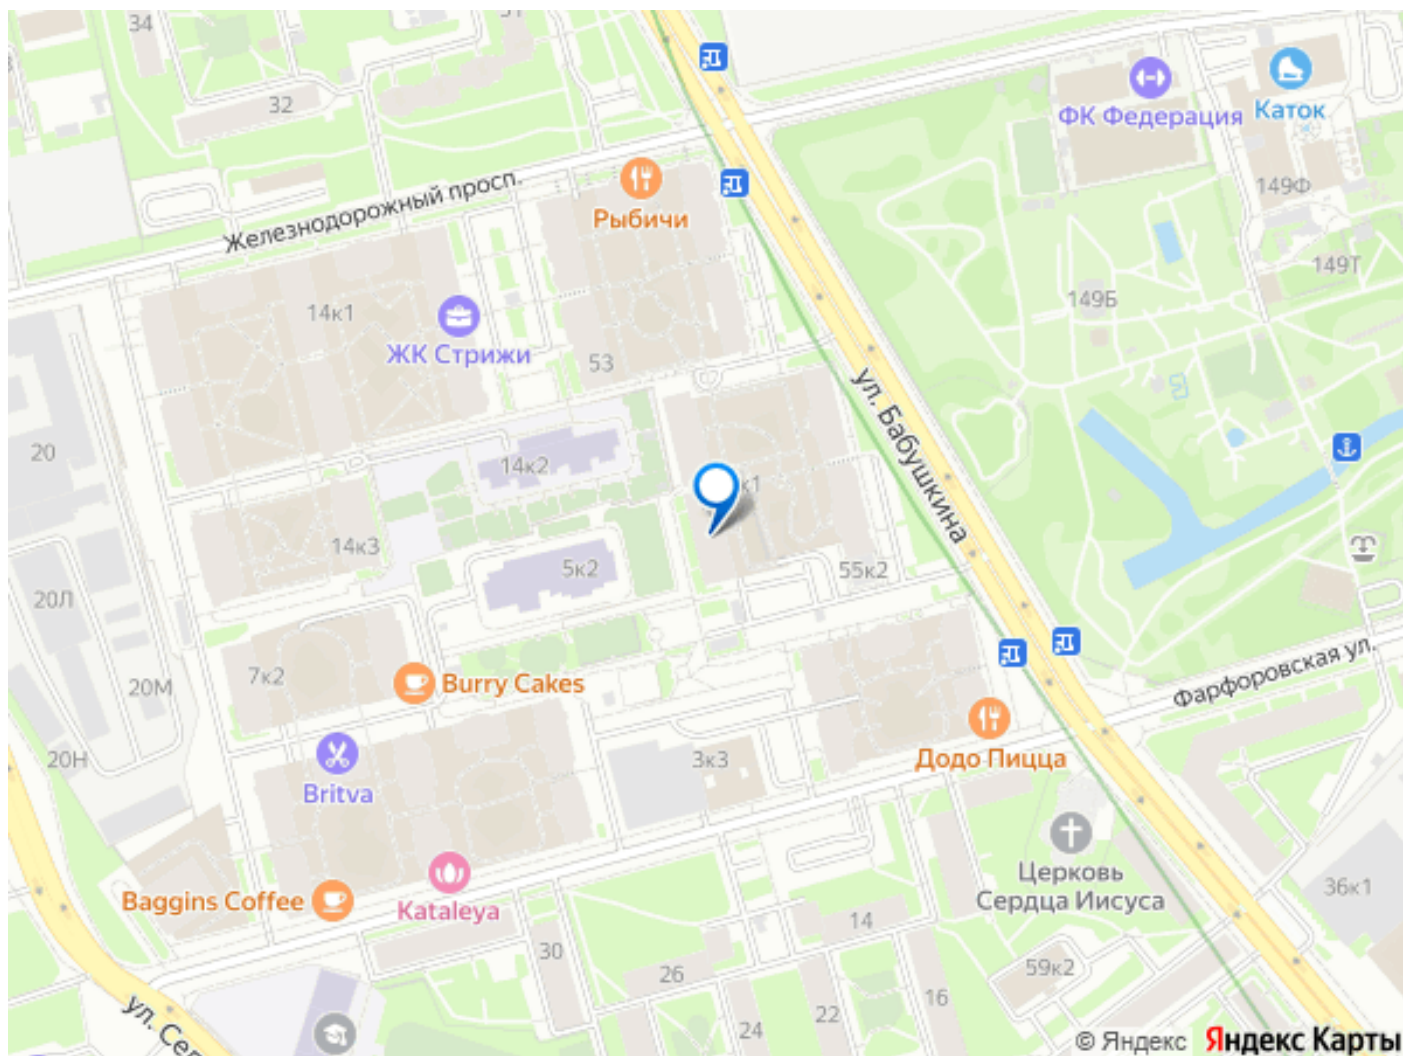 34
32
ФК Федерация
Каток
149Ф
Железнодорожный просп.
Рыбичи
149Т
149Б
14к1
ЖК Стрижи
53
ул. Бабушкина
20
14к2
к1
14к3
5к2
55к2
20Л
7к2
20М
Burry Cakes
Фарфоровская ул.
20Н
Britva
3к3
Додо Пицца
Церковь
Сердца Иисуса
36к1
Baggins Coffee
Kataleya
14
30
26
59к2
16
22
24
ул. Сед
© Яндекс Яндекс Карты